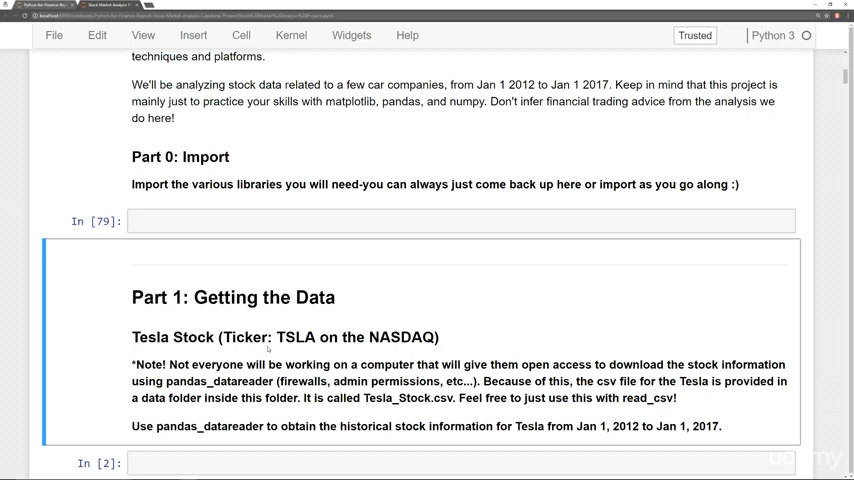 Python-for-Finance-Repo/0
Stock Market Analysis C
File Edit View Insert Cell Kernel Widgets Help Trusted Python 3
techniques and platforms.
We'll be analyzing stock data related to a few car companies, from Jan 1 2012 to Jan 1 2017. Keep in mind that this project is
mainly just to practice your skills with matplotlib, pandas, and numpy. Don't infer financial trading advice from the analysis we
do here!
Part 0: Import
Import the various libraries you will need-you can always just come back up here or import as you go along :)
In [79]:
Part 1: Getting the Data
Tesla Stock (Ticker: TSLA on the NASDAQ)
*Note! Not everyone will be working on a computer that will give them open access to download the stock information
using pandas_datareader (firewalls, admin permissions, etc...). Because of this, the csv file for the Tesla is provided in
a data folder inside this folder. It is called Tesla_Stock.csv. Feel free to just use this with read_csv!
Use pandas_datareader to obtain the historical stock information for Tesla from Jan 1, 2012 to Jan 1, 2017.
In [2]:
udemy